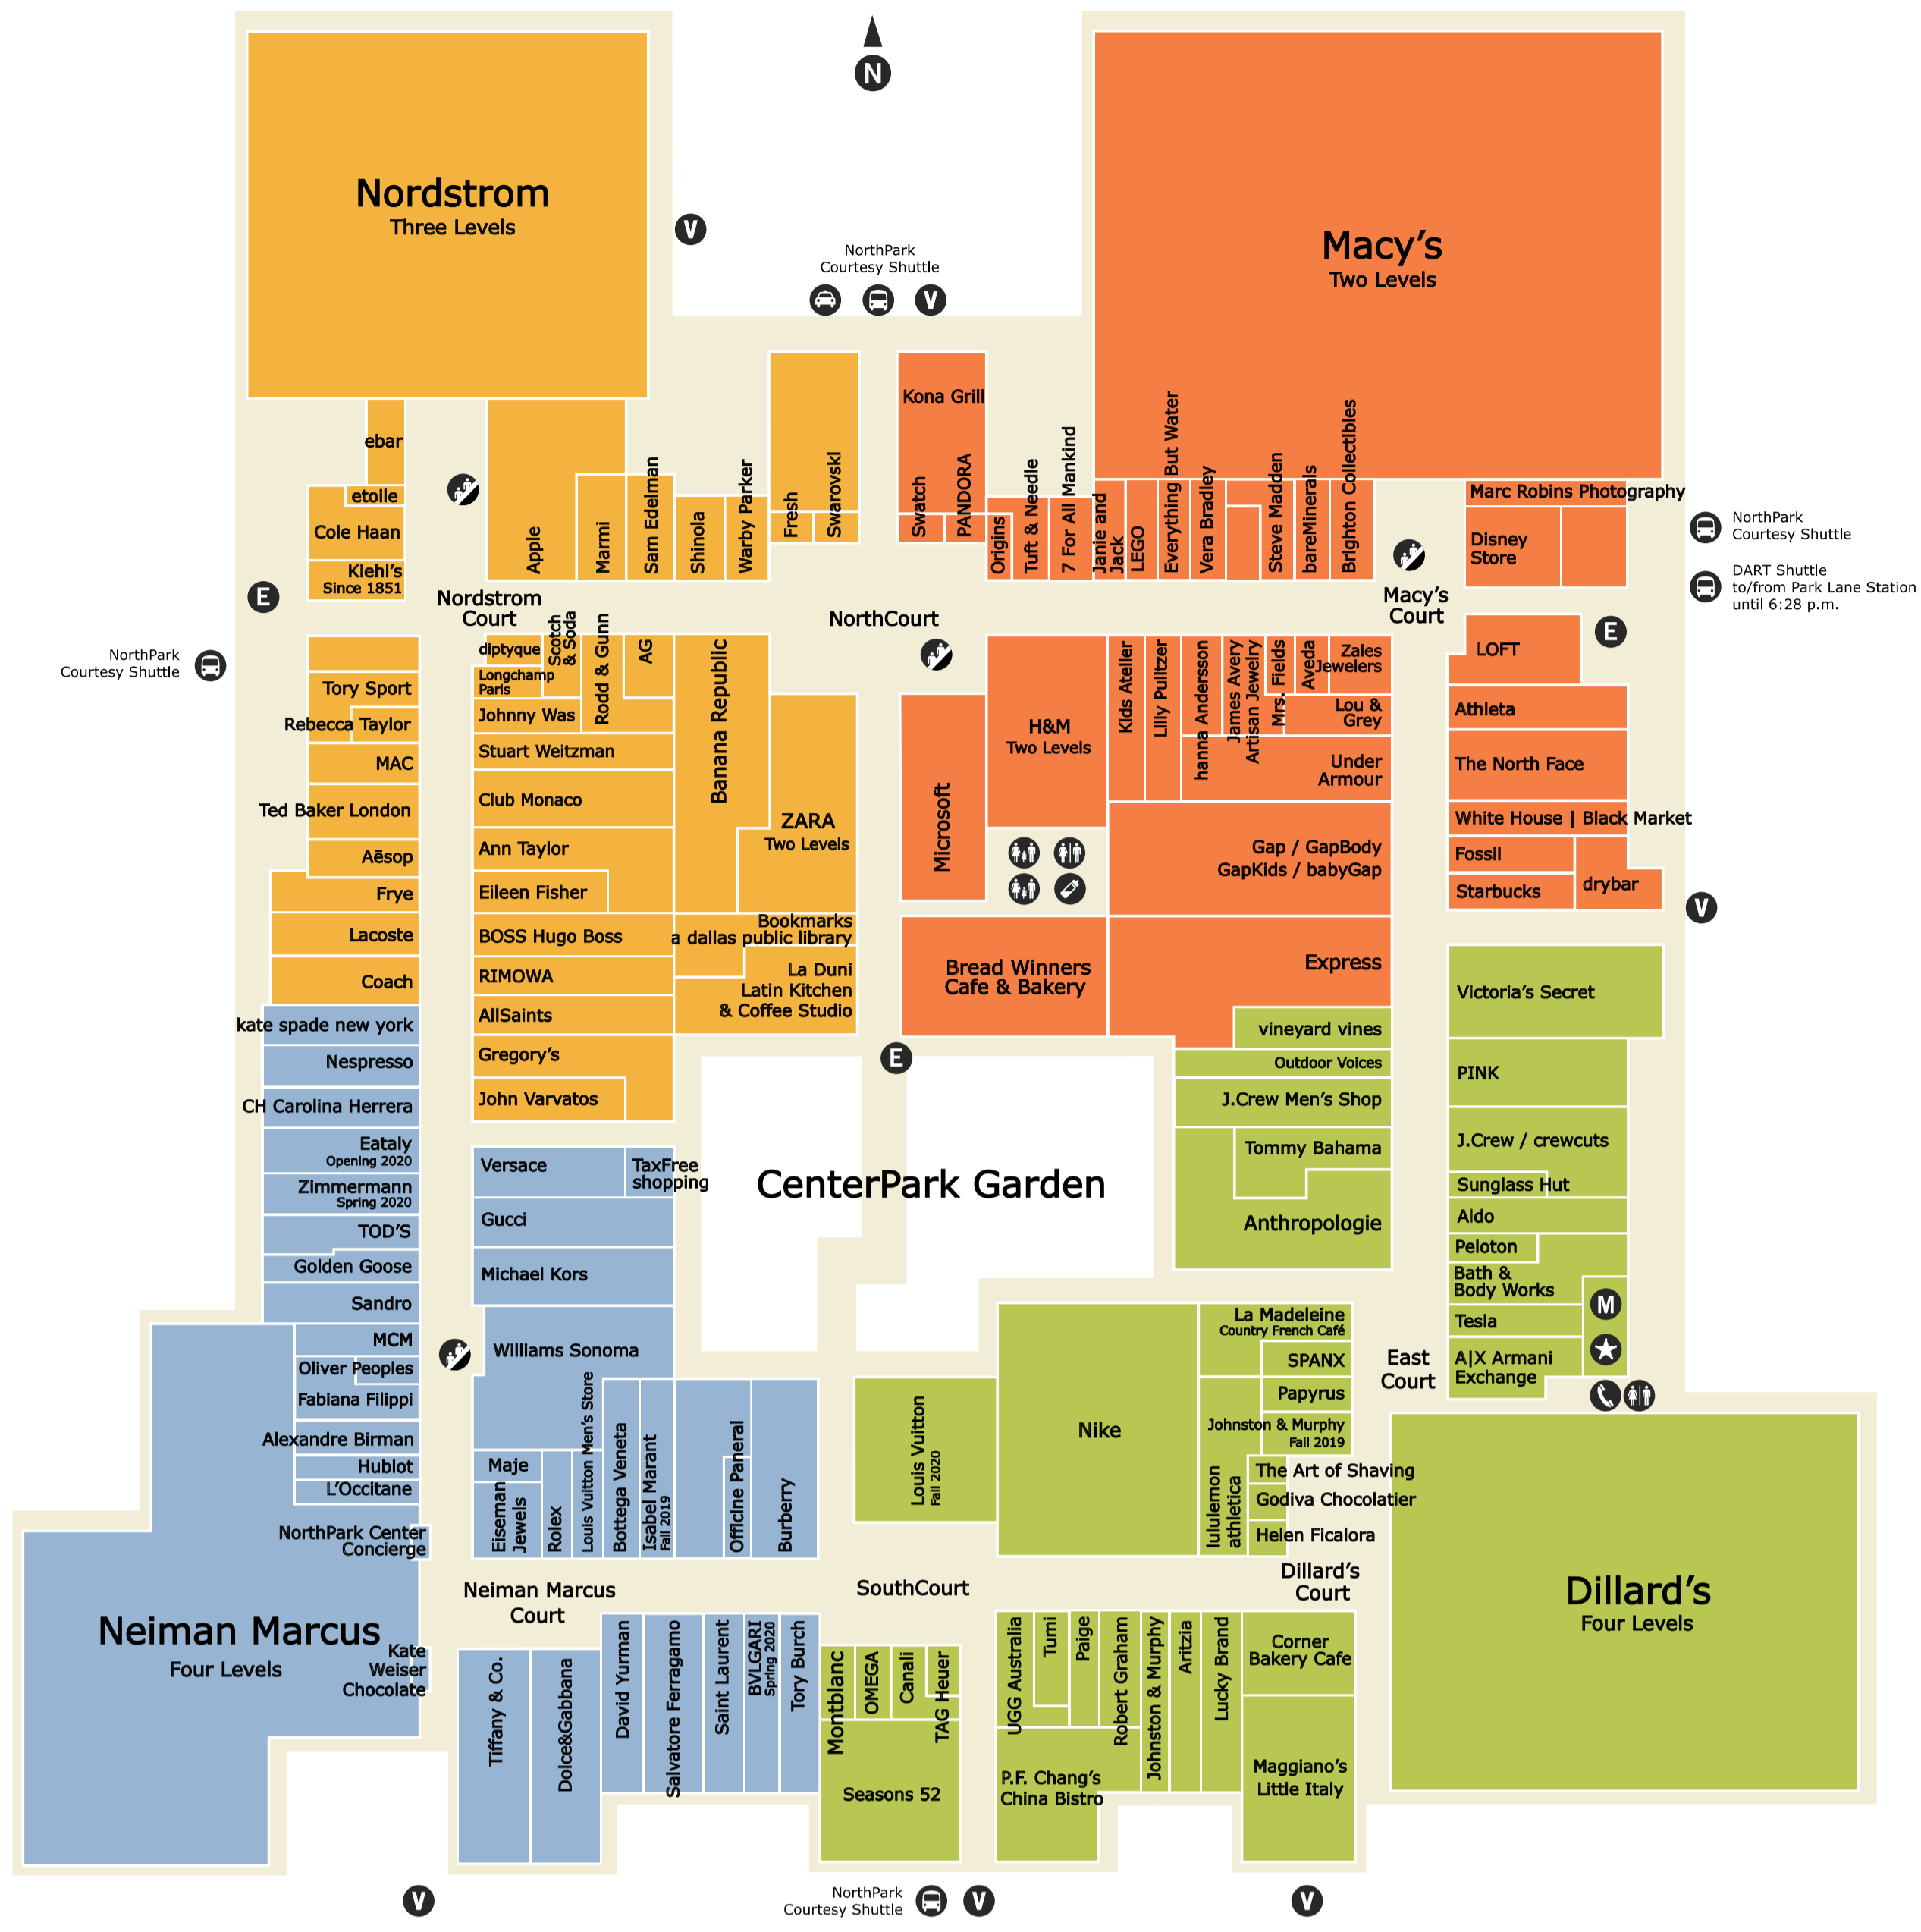 N
Nordstrom
Three Levels
V
Macy's
Two Levels
NorthPark
Courtesy Shuttle
V
ebar
etoile
Cole Haan
Kiehl's
Since 1851
E
NorthPark
Courtesy Shuttle
Apple
Marmi
Sam Edelman
Shinola
Warby Parker
Fresh
Swarovski
Kona Grill
Swatch
PANDORA
Origins
Tuft & Needle
7 For All Mankind
Janie and
Jack
LEGO
Everything But Water
Vera Bradley
Steve Madden
bareMinerals
Brighton Collectibles
Marc Robins Photography
Disney
Store
NorthPark
Courtesy Shuttle
DART Shuttle
to/from Park Lane Station
until 6:28 p.m.
Nordstrom
Court
NorthCourt
Macy's
Court
E
LOFT
Athleta
The North Face
White House | Black Market
Fossil
Starbucks
drybar
V
Tory Sport
Rebecca Taylor
MAC
Ted Baker London
Aēsop
Frye
Lacoste
Coach
diptyque
Scotch
& Soda
Rodd & Gunn
AG
Longchamp
Paris
Johnny Was
Stuart Weitzman
Club Monaco
Ann Taylor
Eileen Fisher
BOSS Hugo Boss
RIMOWA
AllSaints
Gregory's
John Varvatos
Banana Republic
ZARA
Two Levels
Bookmarks
a dallas public library
La Duni
Latin Kitchen
& Coffee Studio
Microsoft
H&M
Two Levels
Kids Atelier
Lilly Pulitzer
hanna Andersson
James Avery
Artisan Jewelry
Mrs. Fields
Aveda
Zales
Jewelers
Lou &
Grey
Under
Armour
Gap / GapBody
GapKids / babyGap
Bread Winners
Cafe & Bakery
Express
E
vineyard vines
Outdoor Voices
J.Crew Men's Shop
Tommy Bahama
Anthropologie
Victoria's Secret
PINK
J.Crew / crewcuts
Sunglass Hut
Aldo
Peloton
Bath &
Body Works
Tesla
A|X Armani
Exchange
M
kate spade new york
Nespresso
CH Carolina Herrera
Eataly
Opening 2020
Zimmermann
Spring 2020
TOD'S
Golden Goose
Sandro
MCM
Oliver Peoples
Fabiana Filippi
Alexandre Birman
Hublot
L'Occitane
NorthPark Center
Concierge
Neiman Marcus
Four Levels
Kate
Weiser
Chocolate
Versace
TaxFree
shopping
Gucci
Michael Kors
Williams Sonoma
Maje
Eiseman
Jewels
Rolex
Louis Vuitton Men's Store
Bottega Veneta
Isabel Marant
Fall 2019
Officine Panerai
Burberry
CenterPark Garden
Louis Vuitton
Fall 2020
Nike
La Madeleine
Country French Café
SPANX
Papyrus
Johnston & Murphy
Fall 2019
lululemon
athletica
The Art of Shaving
Godiva Chocolatier
Helen Ficalora
East
Court
Dillard's
Court
Dillard's
Four Levels
Neiman Marcus
Court
SouthCourt
Tiffany & Co.
Dolce&Gabbana
David Yurman
Salvatore Ferragamo
Saint Laurent
BVLGARI
Spring 2020
Tory Burch
Montblanc
OMEGA
Canali
TAG Heuer
Seasons 52
UGG Australia
Tumi
Paige
Robert Graham
Johnston & Murphy
Aritzia
Lucky Brand
P.F. Chang's
China Bistro
Corner
Bakery Cafe
Maggiano's
Little Italy
V
NorthPark
Courtesy Shuttle
V
V